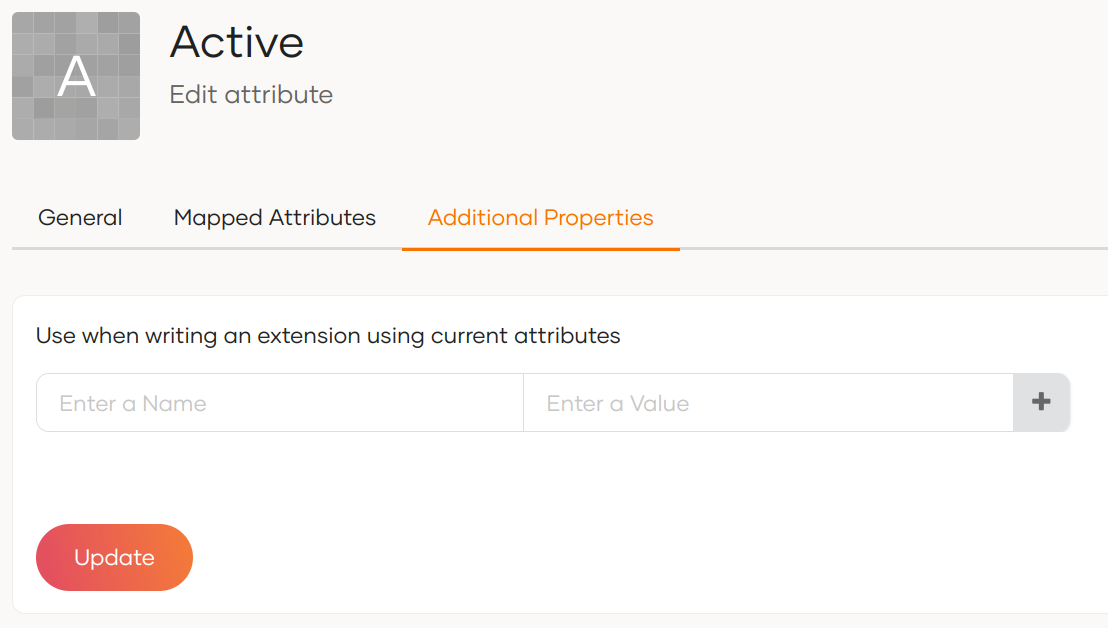 A
Active
Edit attribute
General Mapped Attributes Additional Properties
Use when writing an extension using current attributes
Enter a Name Enter a Value +
Update